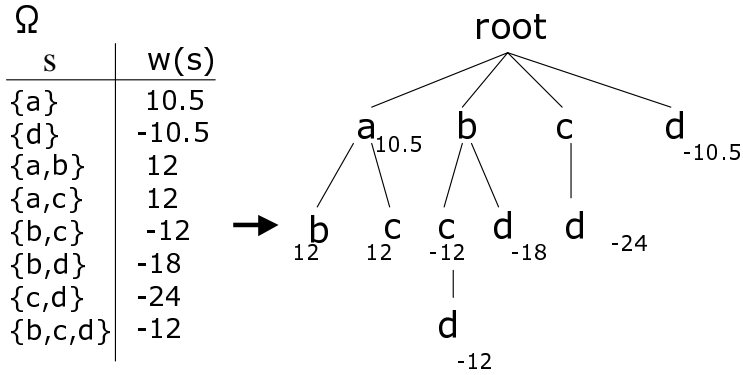 Ω
s w(s)
{a} 10.5
{d} -10.5
{a,b} 12
{a,c} 12
{b,c} -12
{b,d} -18
{c,d} -24
{b,c,d} -12
root
a 10.5 b c d -10.5
b 12 c 12 c -12 d -18 d -24
d -12